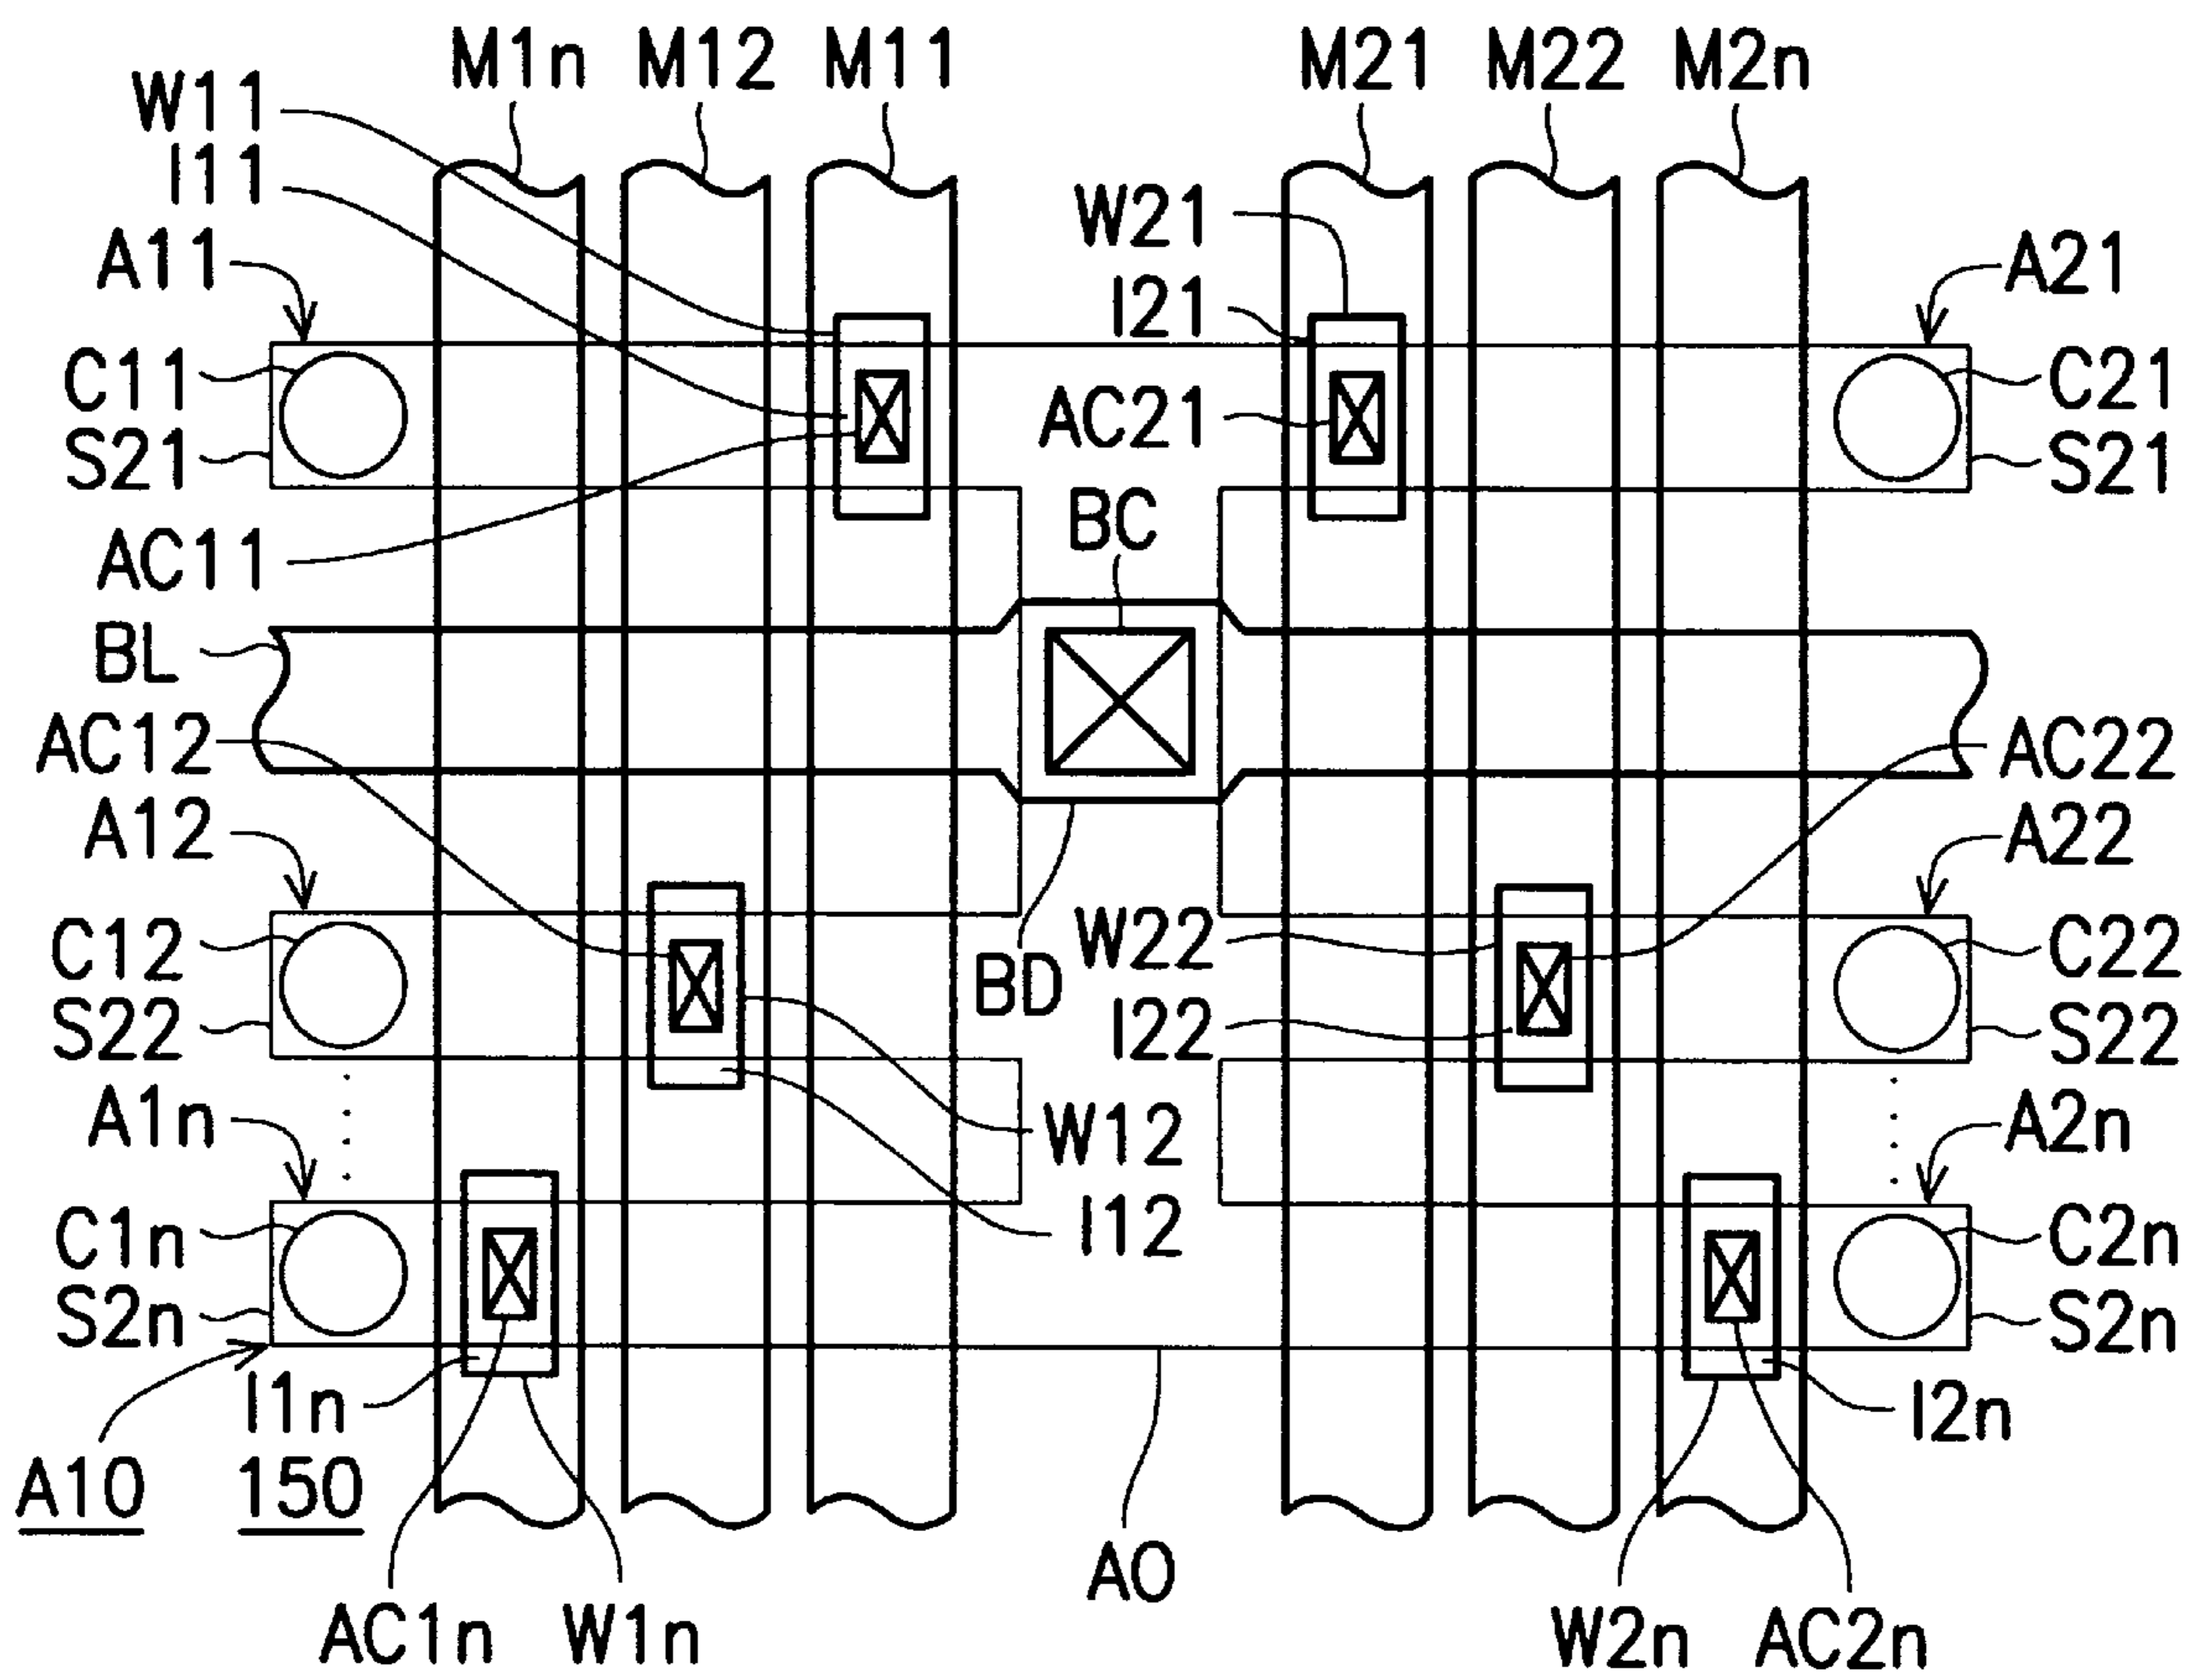 M1n M12 M11 M21 M22 M2n
W11
I11
W21
A11 A21
I21
C11 AC21 C21
S21 S21
BC
AC11
BL
AC12 AC22
A12 A22
C12 W22 C22
BD
S22 I22 S22
A1n W12 A2n
C1n I12 C2n
S2n S2n
I1n I2n
A10 150
A0
AC1n W1n W2n AC2n